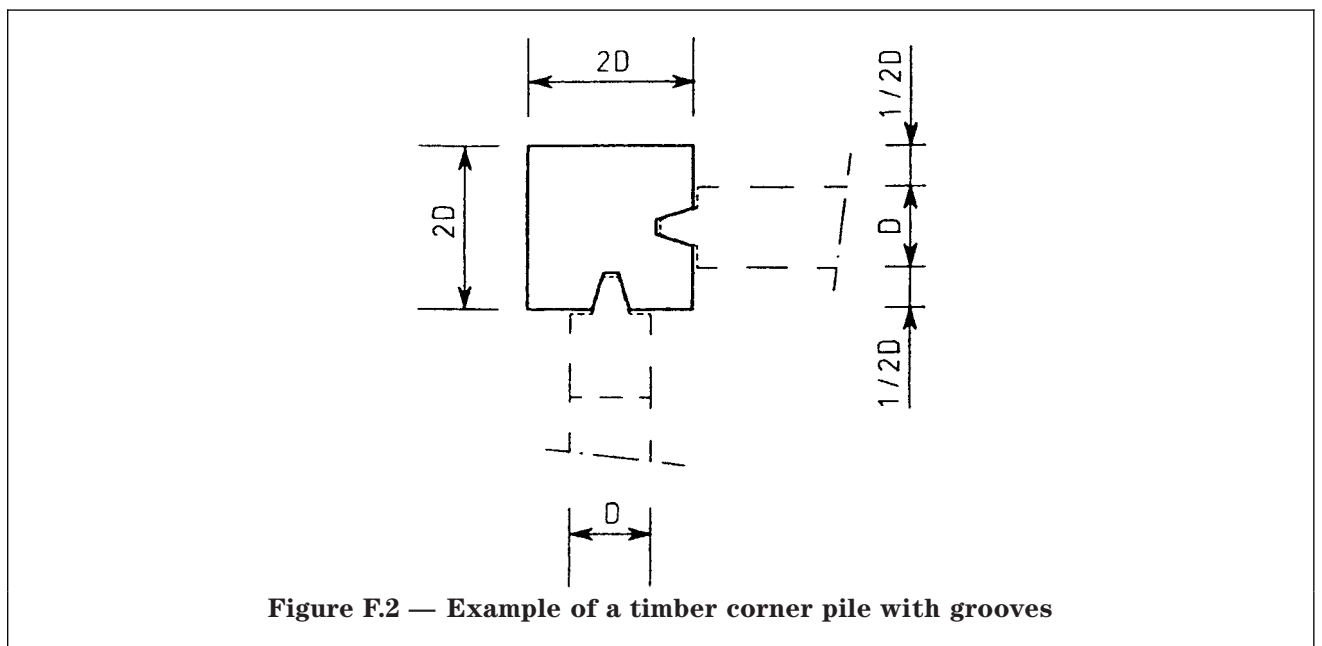 2D
1/2D
2D
D
1/2D
D
Figure F.2 — Example of a timber corner pile with grooves